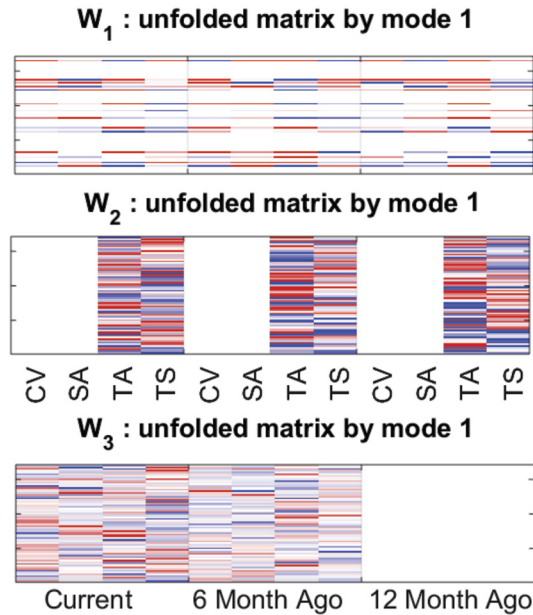 W1 : unfolded matrix by mode 1
W2 : unfolded matrix by mode 1
CV SA TA TS CV SA TA TS CV SA TA TS
W3 : unfolded matrix by mode 1
Current 6 Month Ago 12 Month Ago